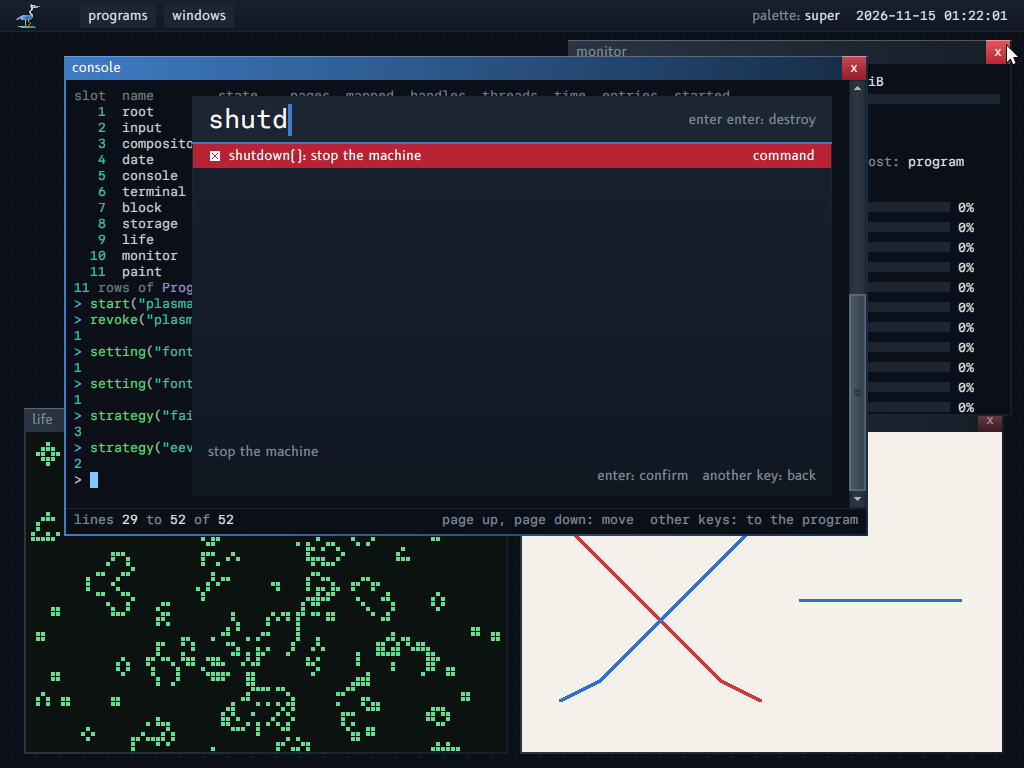 programs windows palette: super 2026-11-15 01:22:01
monitor x
console x
iB
slot name state pages mapped handles threads time entries started
1 root
2 input
3 composito
4 date
5 console
6 terminal
7 block
8 storage
9 life
10 monitor
11 paint
11 rows of Prog
> start("plasma
> revoke("plasm
1
> setting("font
1
> setting("font
1
> strategy("fai
3
> strategy("eev
2
>
shutd enter enter: destroy
shutdown[]: stop the machine command
stop the machine
enter: confirm another key: back
ost: program
0%
0%
0%
0%
0%
0%
0%
0%
0%
0%
0%
lines 29 to 52 of 52 page up, page down: move other keys: to the program
life
x